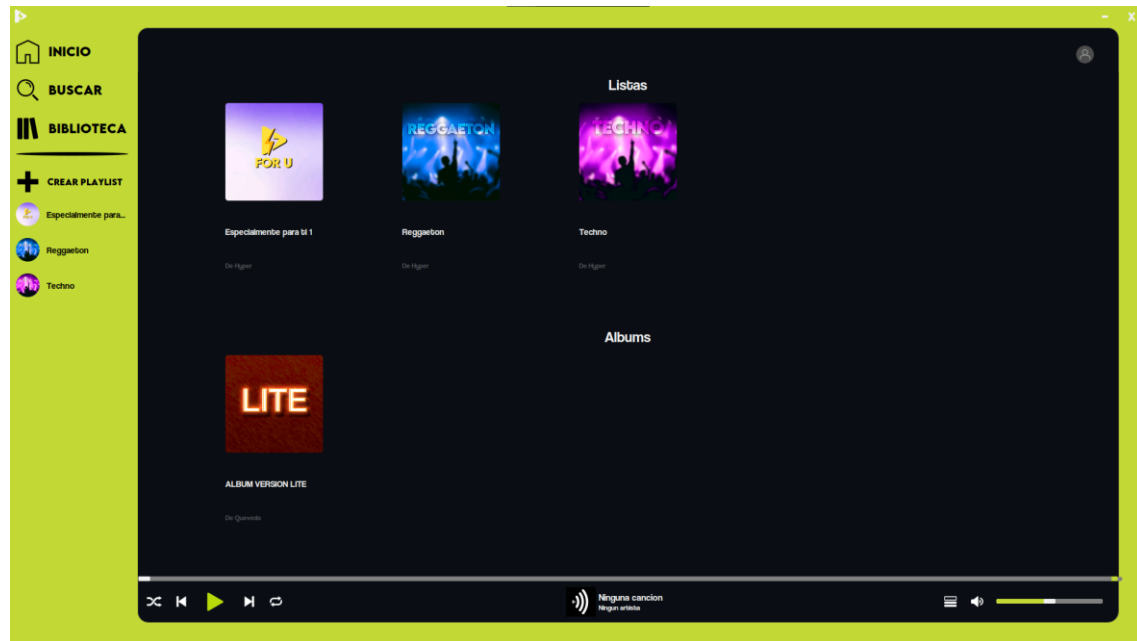 X
INICIO
BUSCAR
BIBLIOTECA
CREAR PLAYLIST
Especialmente para...
Reggaeton
Techno
Listas
FOR U
REGGAETON
TECHNO
Especialmente para ti 1
Reggaeton
Techno
De Hyper
De Hyper
De Hyper
Albums
LITE
ALBUM VERSION LITE
De Quevedo
Ninguna cancion
Ningun artista